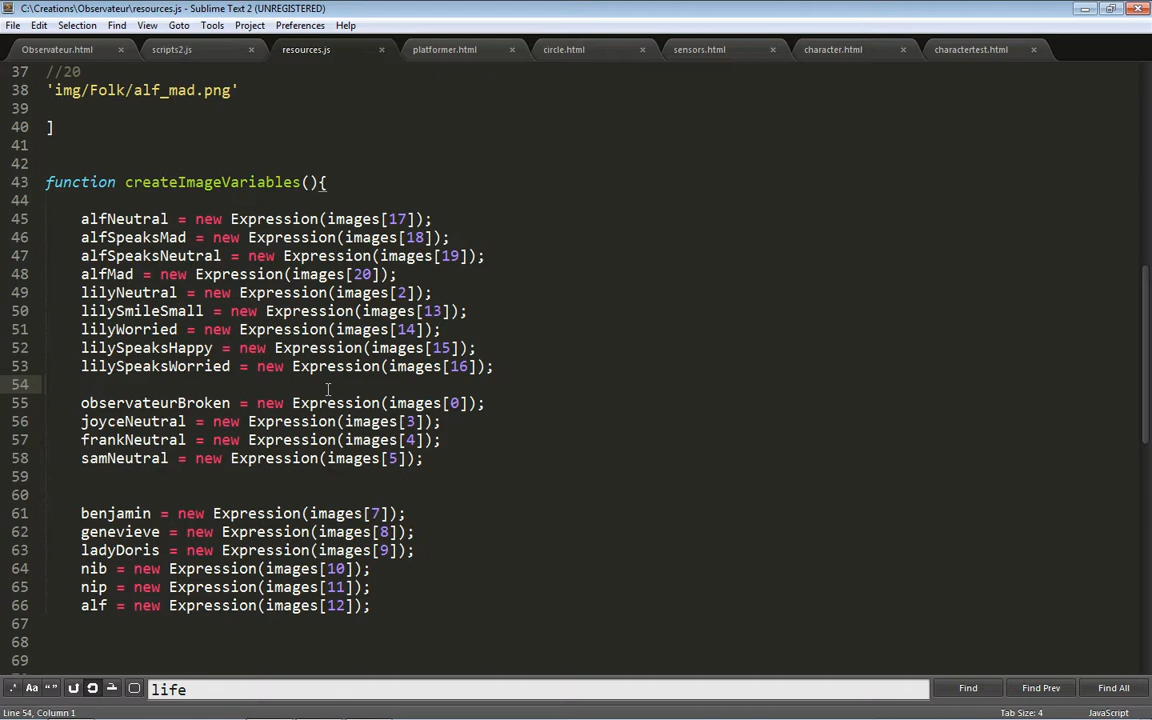 C:\Creations\Observateur\resources.js - Sublime Text 2 (UNREGISTERED)
File Edit Selection Find View Goto Tools Project Preferences Help
Observateur.html scripts2.js resources.js platformer.html circle.html sensors.html character.html charactertest.html
37 //20
38 'img/Folk/alf_mad.png'
39
40 ]
41
42
43 function createImageVariables(){
44
45 alfNeutral = new Expression(images[17]);
46 alfSpeaksMad = new Expression(images[18]);
47 alfSpeaksNeutral = new Expression(images[19]);
48 alfMad = new Expression(images[20]);
49 lilyNeutral = new Expression(images[2]);
50 lilySmileSmall = new Expression(images[13]);
51 lilyWorried = new Expression(images[14]);
52 lilySpeaksHappy = new Expression(images[15]);
53 lilySpeaksWorried = new Expression(images[16]);
54
55 observateurBroken = new Expression(images[0]);
56 joyceNeutral = new Expression(images[3]);
57 frankNeutral = new Expression(images[4]);
58 samNeutral = new Expression(images[5]);
59
60
61 benjamin = new Expression(images[7]);
62 genevieve = new Expression(images[8]);
63 ladyDoris = new Expression(images[9]);
64 nib = new Expression(images[10]);
65 nip = new Expression(images[11]);
66 alf = new Expression(images[12]);
67
68
69
.* Aa “ ” life Find Find Prev Find All
Line 54, Column 1 Tab Size: 4 JavaScript